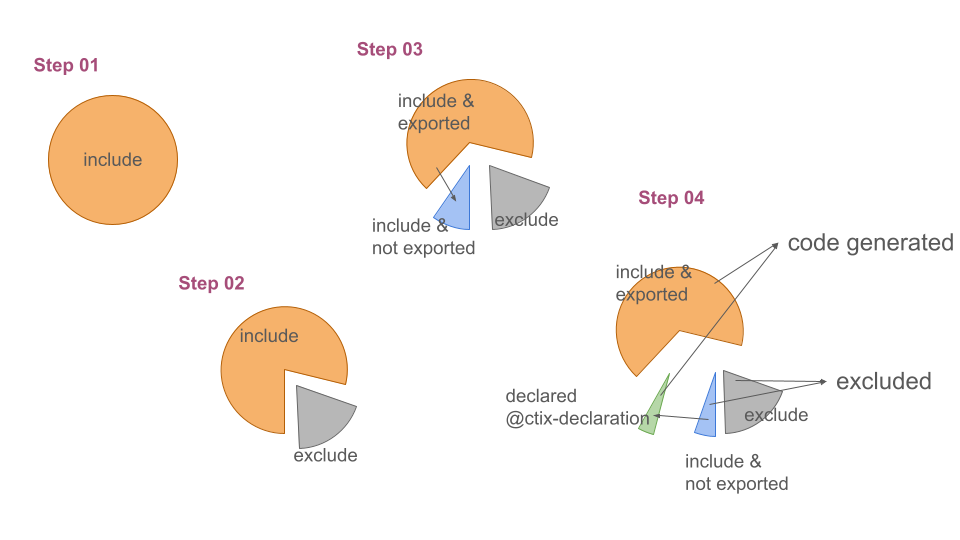 Step 01
include
Step 02
include
exclude
Step 03
include &
exported
include &
not exported
exclude
Step 04
include &
exported
code generated
declared
@ctix-declaration
excluded
exclude
include &
not exported